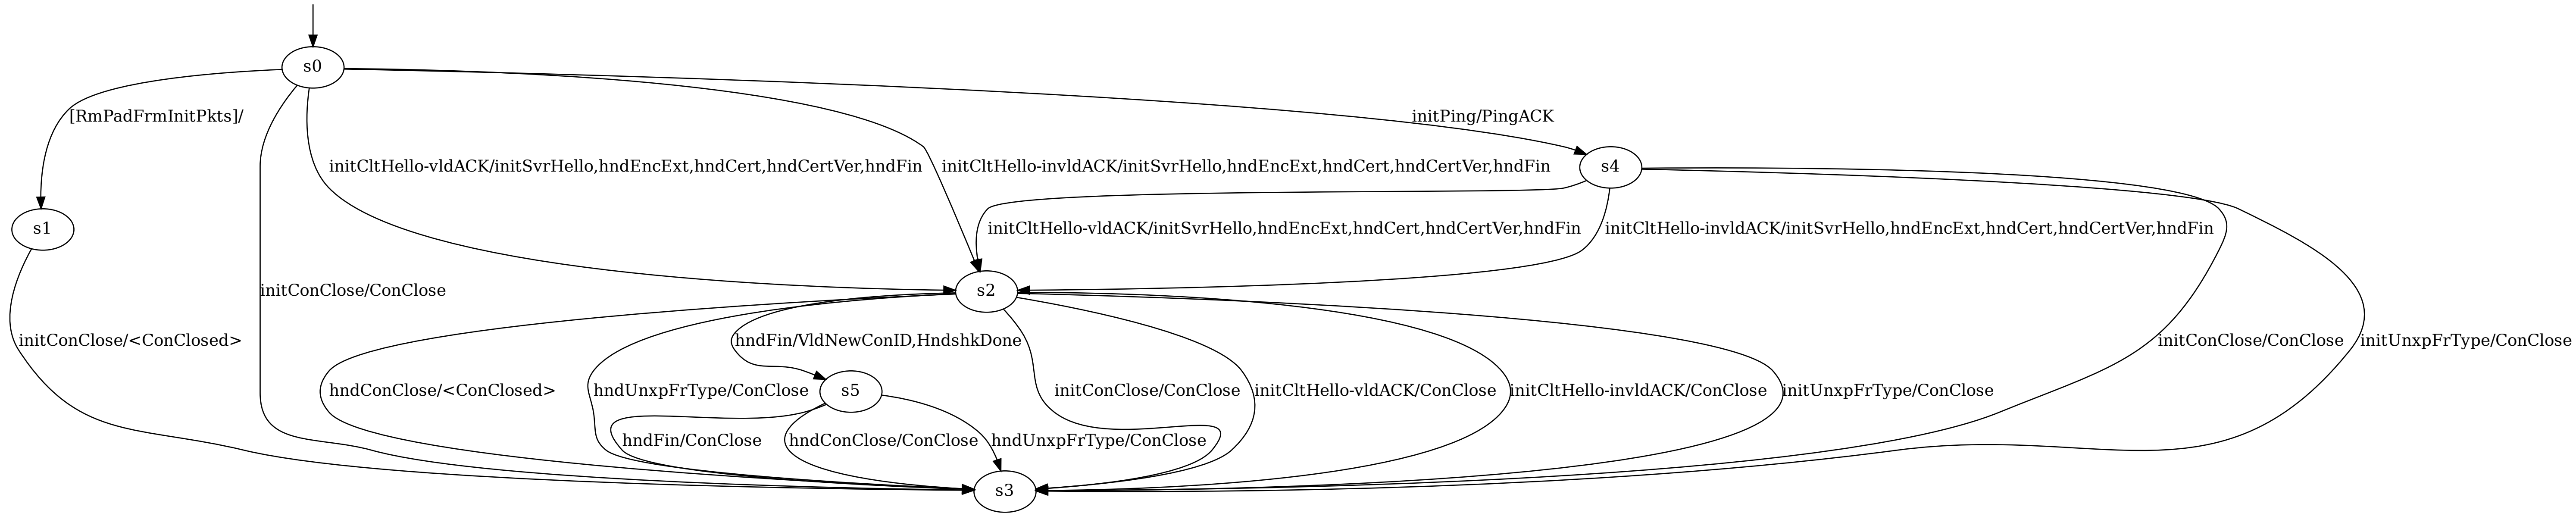 s0
[RmPadFrmInitPkts]/
initPing/PingACK
initCltHello-vldACK/initSvrHello,hndEncExt,hndCert,hndCertVer,hndFin
initCltHello-invldACK/initSvrHello,hndEncExt,hndCert,hndCertVer,hndFin
s4
s1
initCltHello-vldACK/initSvrHello,hndEncExt,hndCert,hndCertVer,hndFin
initCltHello-invldACK/initSvrHello,hndEncExt,hndCert,hndCertVer,hndFin
initConClose/ConClose
s2
initConClose/<ConClosed>
hndFin/VldNewConID,HndshkDone
initConClose/ConClose
initUnxpFrType/ConClose
hndConClose/<ConClosed>
hndUnxpFrType/ConClose
s5
initConClose/ConClose
initCltHello-vldACK/ConClose
initCltHello-invldACK/ConClose
initUnxpFrType/ConClose
hndFin/ConClose
hndConClose/ConClose
hndUnxpFrType/ConClose
s3